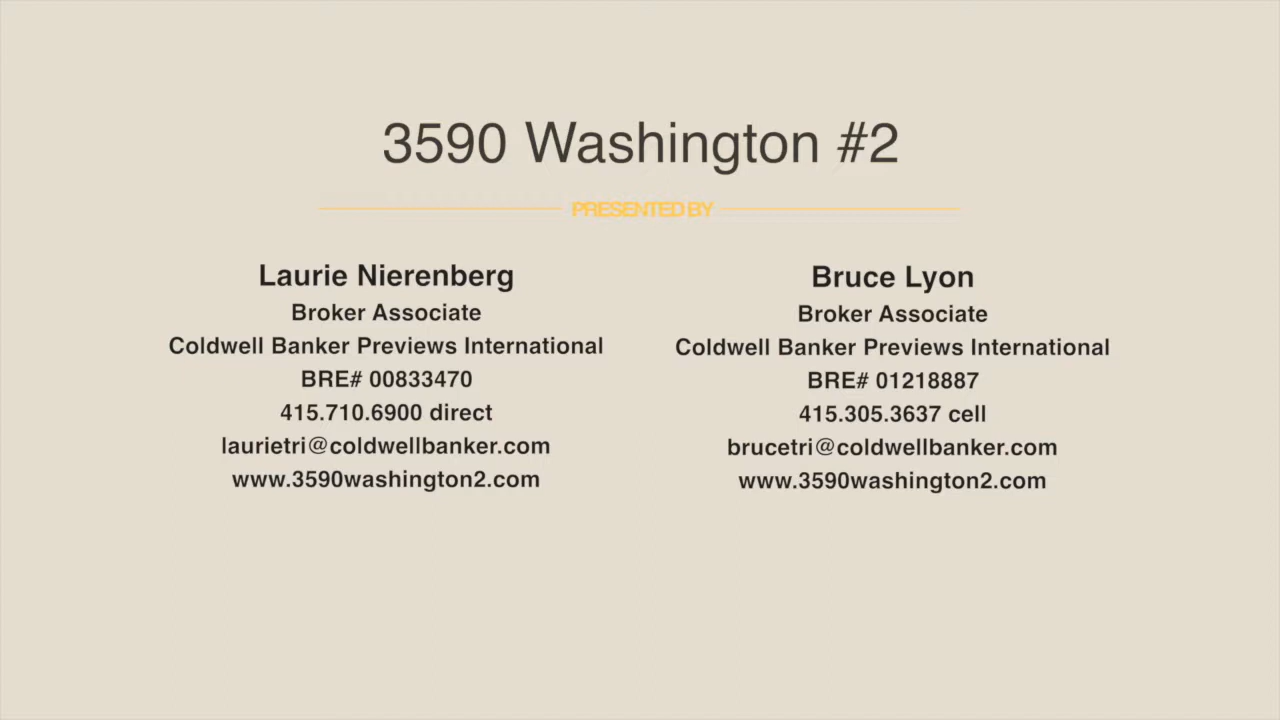 3590 Washington #2
PRESENTED BY
Laurie Nierenberg
Broker Associate
Coldwell Banker Previews International
BRE# 00833470
415.710.6900 direct
laurietri@coldwellbanker.com
www.3590washington2.com
Bruce Lyon
Broker Associate
Coldwell Banker Previews International
BRE# 01218887
415.305.3637 cell
brucetri@coldwellbanker.com
www.3590washington2.com